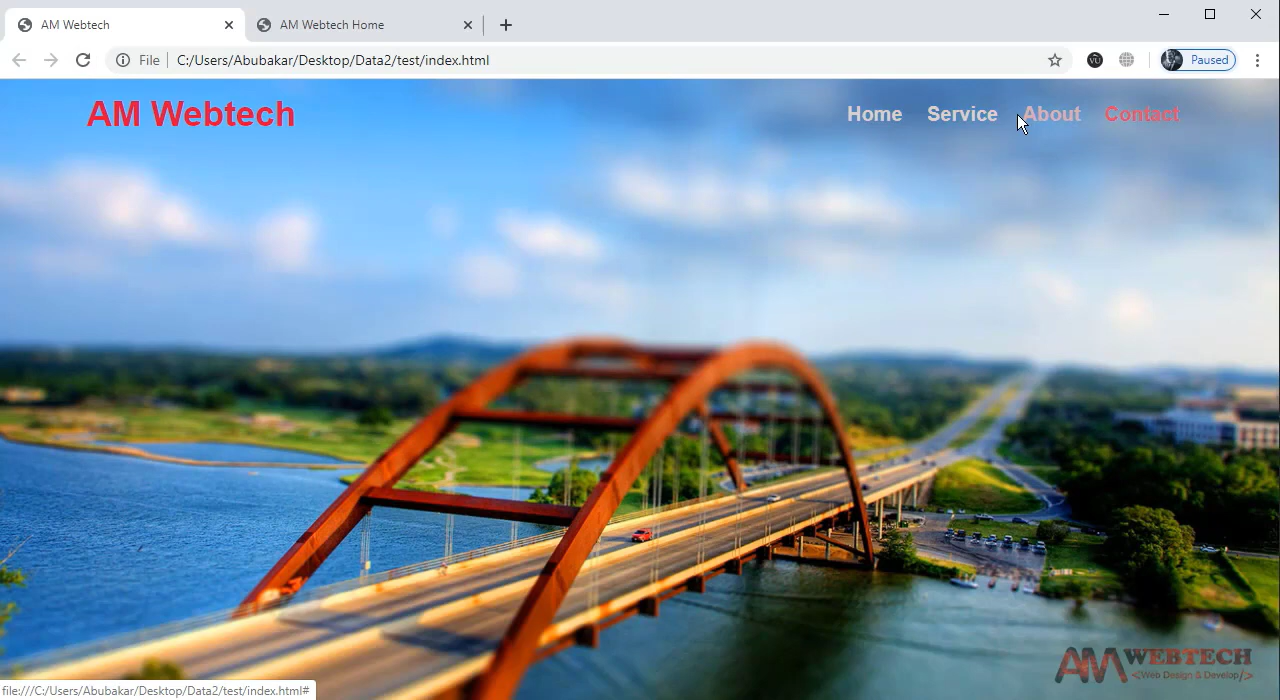 AM Webtech
AM Webtech Home
File
C:/Users/Abubakar/Desktop/Data2/test/index.html
Paused
AM Webtech
Home Service About Contact
AM WEBTECH
<Web Design & Develop/>
file:///C:/Users/Abubakar/Desktop/Data2/test/index.html#